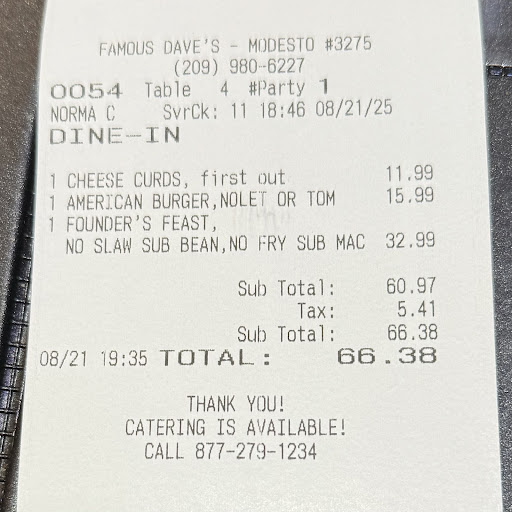 FAMOUS DAVE'S - MODESTO #3275
(209) 980-6227
0054 Table 4 #Party 1
NORMA C SvrCk: 11 18:46 08/21/25
DINE-IN
1 CHEESE CURDS, first out 11.99
1 AMERICAN BURGER,NOLET OR TOM 15.99
1 FOUNDER'S FEAST,
NO SLAW SUB BEAN,NO FRY SUB MAC 32.99
Sub Total: 60.97
Tax: 5.41
Sub Total: 66.38
08/21 19:35 TOTAL: 66.38
THANK YOU!
CATERING IS AVAILABLE!
CALL 877-279-1234